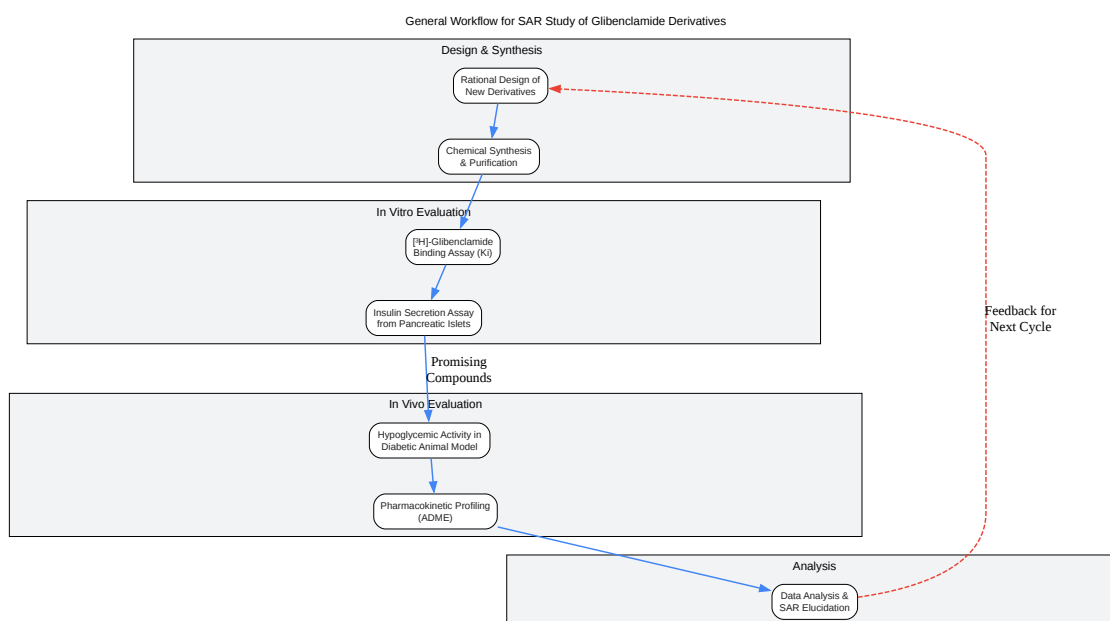 General Workflow for SAR Study of Glibenclamide Derivatives
Design & Synthesis
Rational Design of
New Derivatives
Chemical Synthesis
& Purification
In Vitro Evaluation
[³H]-Glibenclamide
Binding Assay (Ki)
Insulin Secretion Assay
from Pancreatic Islets
Feedback for
Next Cycle
Promising
Compounds
In Vivo Evaluation
Hypoglycemic Activity in
Diabetic Animal Model
Pharmacokinetic Profiling
(ADME)
Analysis
Data Analysis &
SAR Elucidation